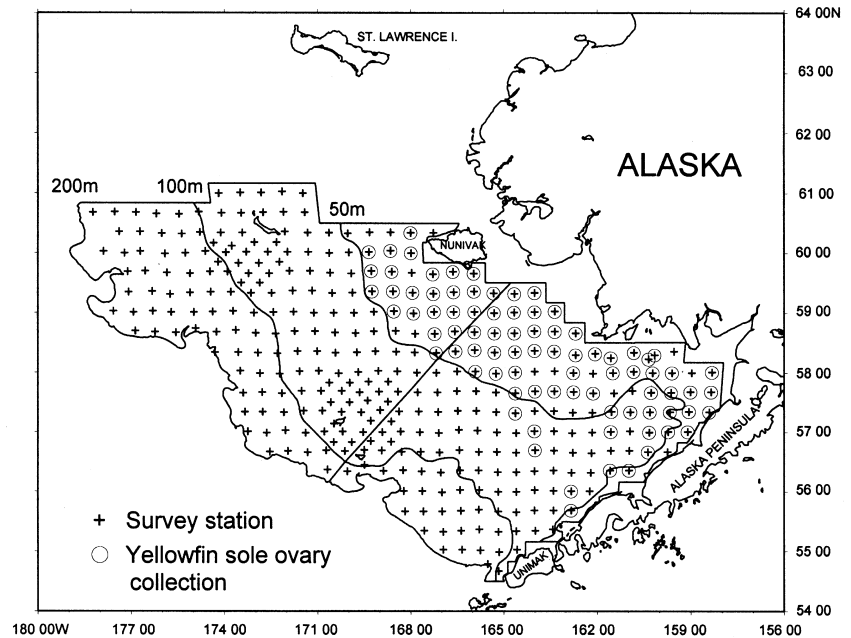 64 00N
ST. LAWRENCE I.
63 00
62 00
ALASKA
200m
100m
61 00
50m
NUNIVAK
60 00
59 00
58 00
57 00
ALASKA PENINSULA
56 00
+ Survey station
Yellowfin sole ovary
collection
55 00
UNIMAK
54 00
180 00W
177 00
174 00
171 00
168 00
165 00
162 00
159 00
156 00